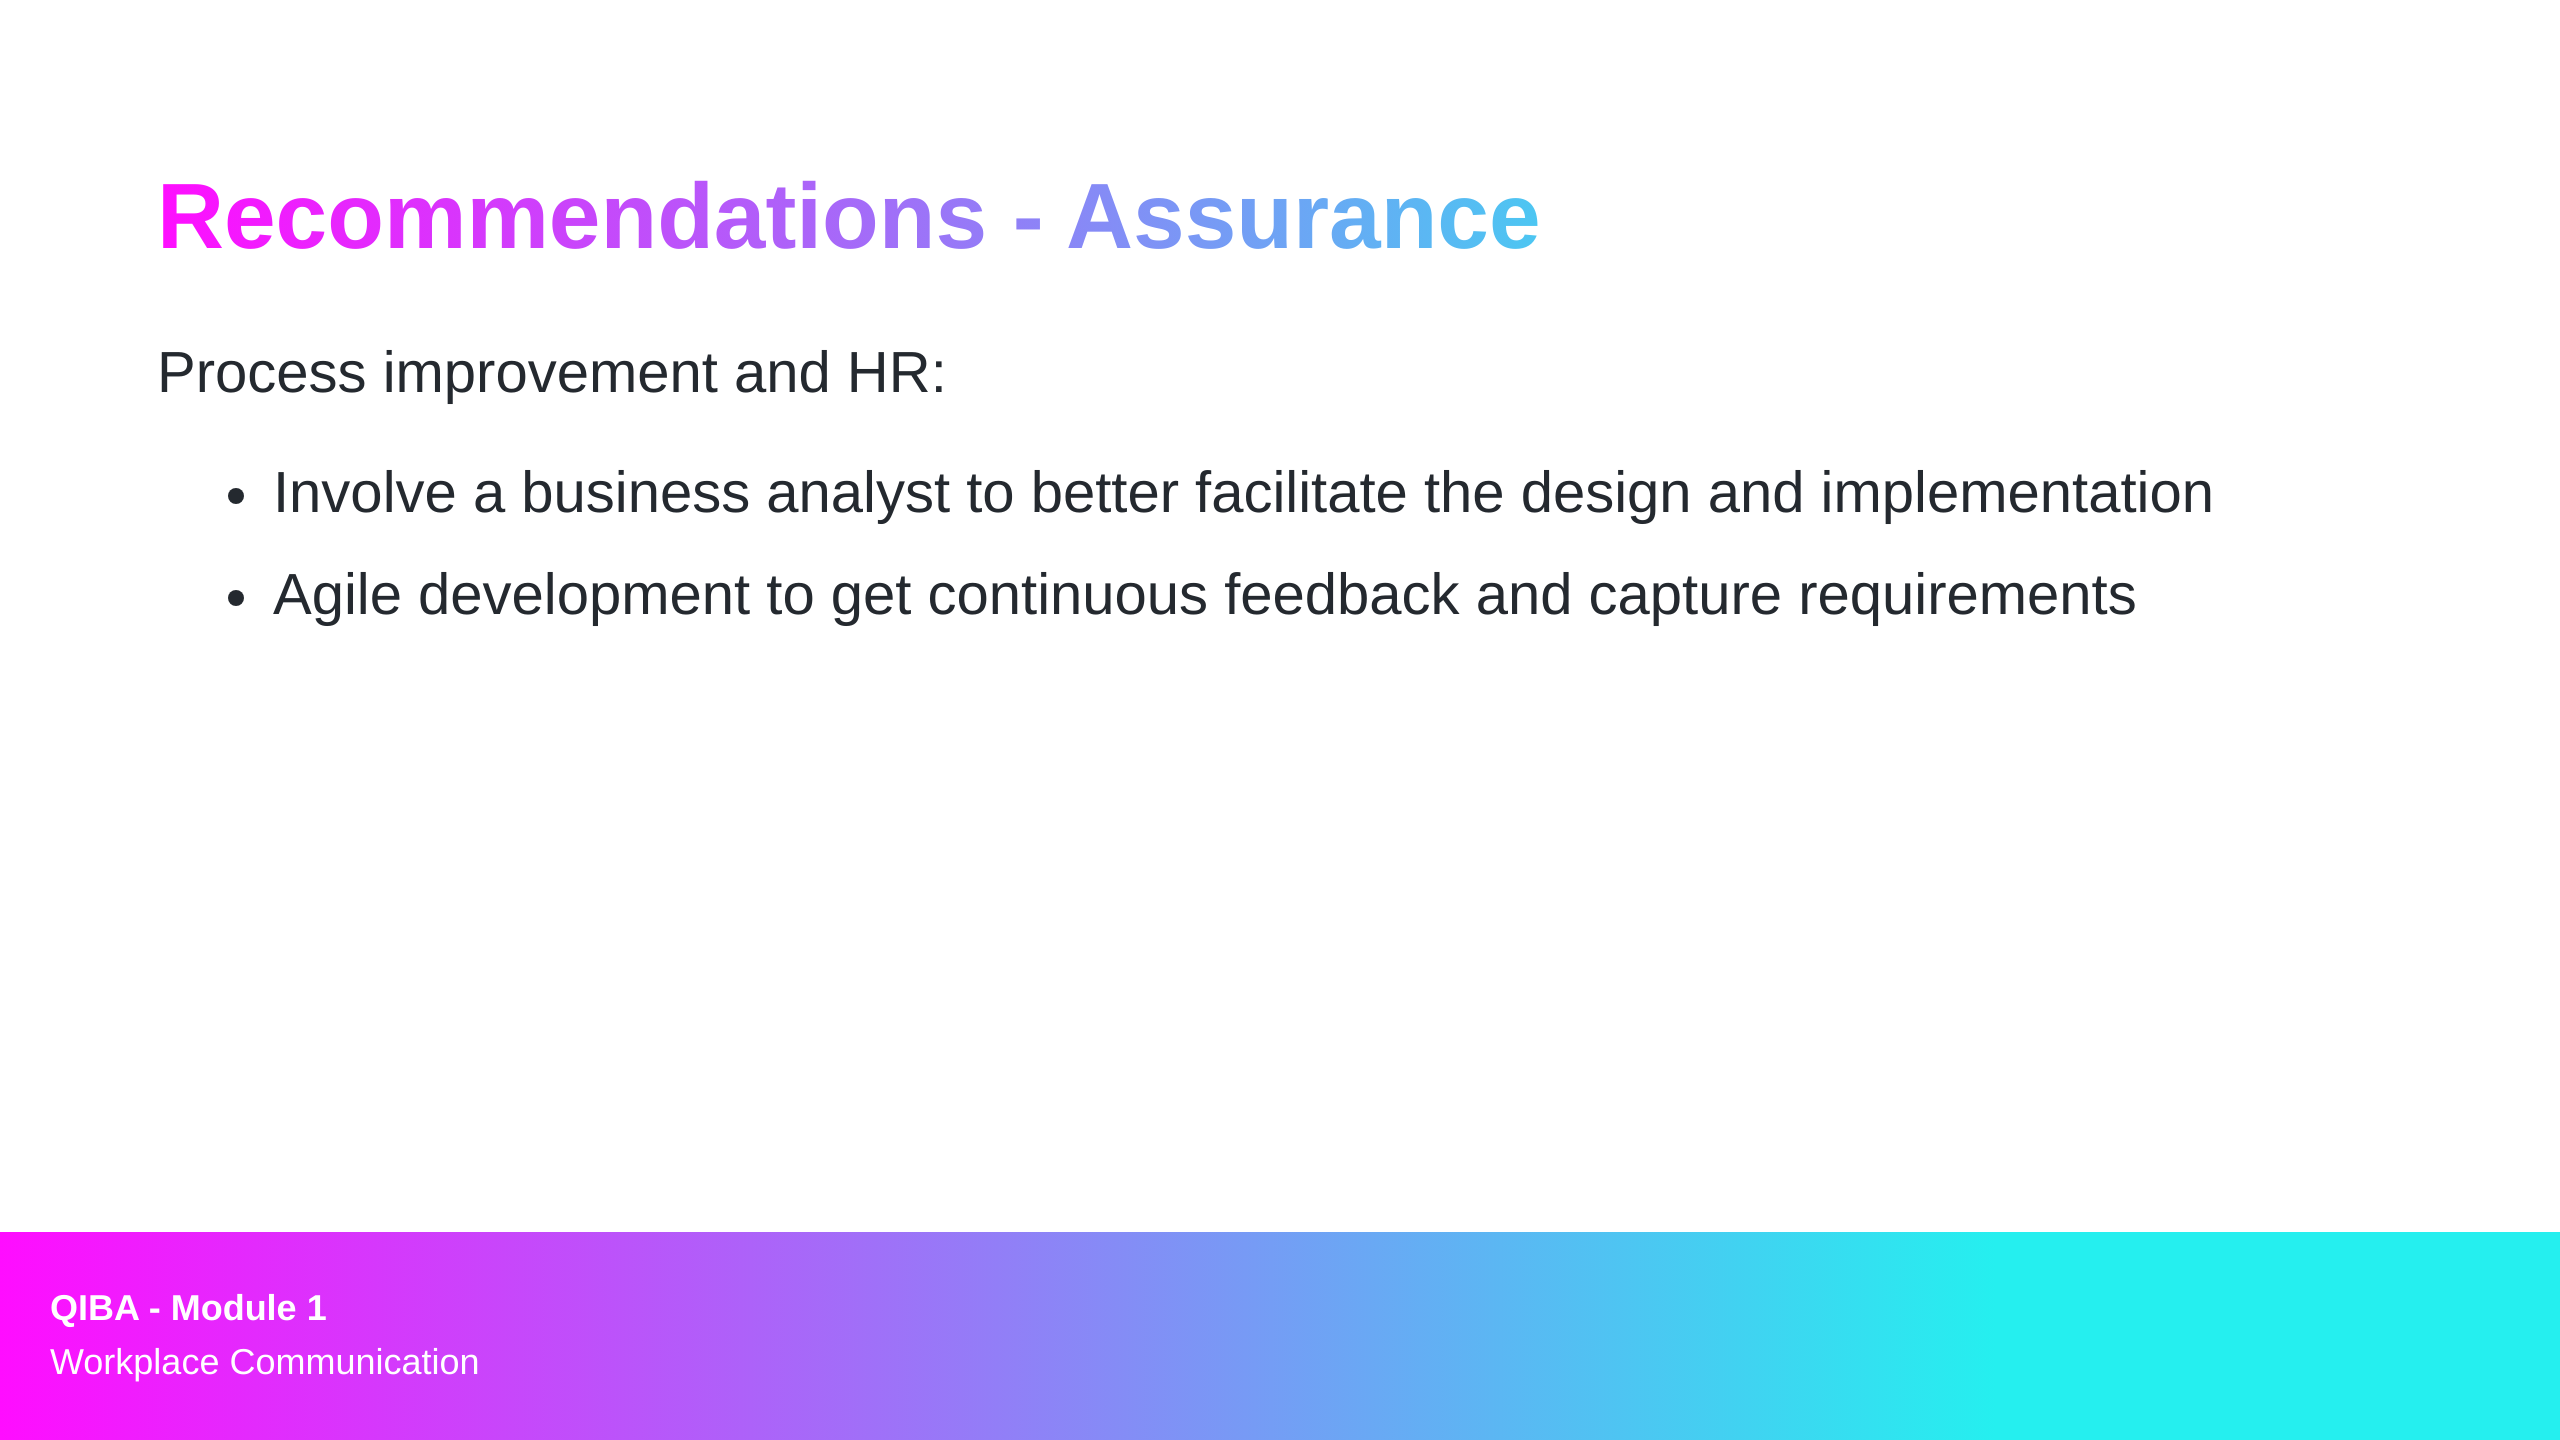 Recommendations - Assurance
Process improvement and HR:
• Involve a business analyst to better facilitate the design and implementation
• Agile development to get continuous feedback and capture requirements
QIBA - Module 1
Workplace Communication